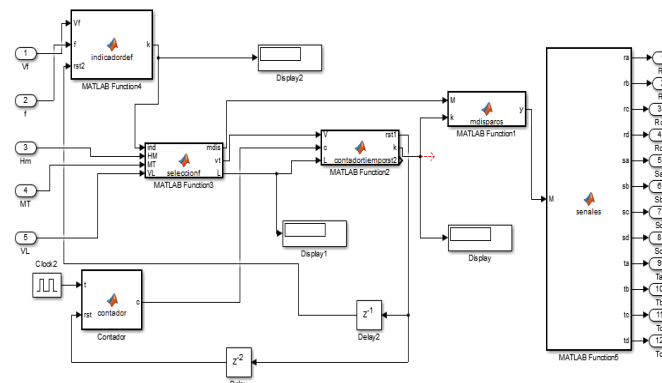 1
Vf
2
f
3
Hm
4
MT
5
VL
Vf
f
rst2
indicadordef
k
MATLAB Function4
Display2
ind
HM
MT
VL
seleccionf
mdis
vt
L
MATLAB Function3
V
c
L
contadortiempo
rst1
k
rst2
MATLAB Function2
M
k
mdisparos
y
MATLAB Function1
Display1
Display
Clock2
t
rst
contador
c
Contador
Z-1
Delay2
Z-2
M
senales
ra
rb
rc
rd
sa
sb
sc
sd
ta
tb
tc
td
MATLAB Function5
3
4
5
6
7
8
9
10
11
12